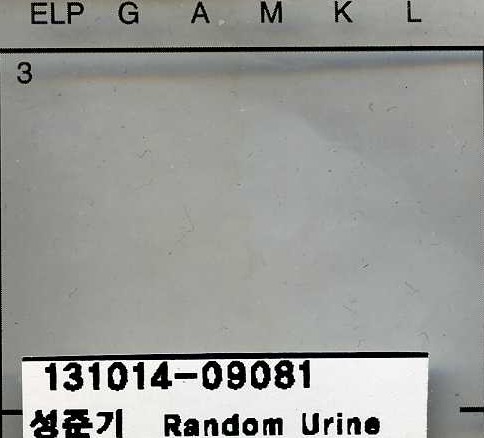 ELP G A M K L
3
131014-09081
성준기 Random Urine